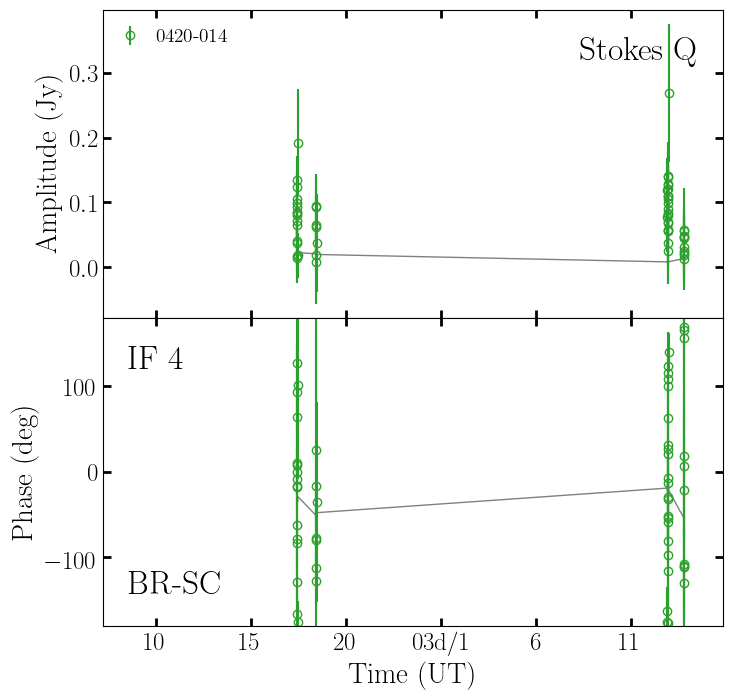 0420-014
Stokes Q
Amplitude (Jy)
0.3
0.2
0.1
0.0
IF 4
Phase (deg)
100
0
−100
BR-SC
10 15 20 03d/1 6 11
Time (UT)